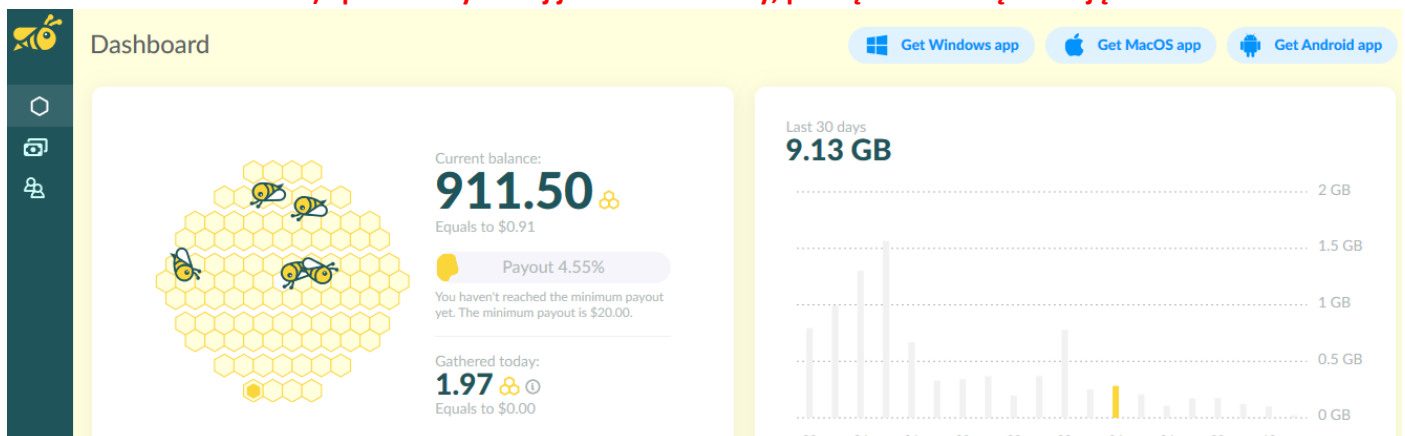 Dashboard
Get Windows app
Get MacOS app
Get Android app
Current balance:
911.50
Equals to $0.91
Payout 4.55%
You haven't reached the minimum payout
yet. The minimum payout is $20.00.
Gathered today:
1.97
Equals to $0.00
Last 30 days
9.13 GB
2 GB
1.5 GB
1 GB
0.5 GB
0 GB